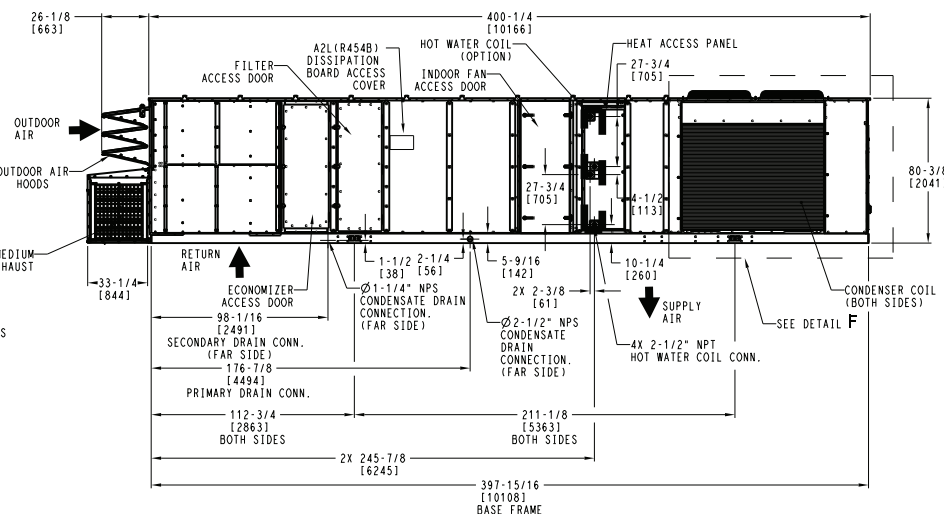 26-1/8
[663]
400-1/4
[10166]
A2L(R454B)
DISSIPATION
BOARD ACCESS
COVER
HOT WATER COIL
(OPTION)
HEAT ACCESS PANEL
27-3/4
[705]
FILTER
ACCESS DOOR
INDOOR FAN
ACCESS DOOR
OUTDOOR
AIR
OUTDOOR AIR
HOODS
80-3/8
[2041]
27-3/4
[705]
4-1/2
[113]
MEDIUM
RETURN
AIR
33-1/4
[844]
ECONOMIZER
ACCESS DOOR
1-1/2
[38]
2-1/4
[56]
5-9/16
[142]
10-1/4
[260]
2X 2-3/8
[61]
Ø1-1/4" NPS
CONDENSATE DRAIN
CONNECTION.
(FAR SIDE)
SUPPLY
AIR
CONDENSER COIL
(BOTH SIDES)
98-1/16
[2491]
SECONDARY DRAIN CONN.
(FAR SIDE)
Ø2-1/2" NPS
CONDENSATE
DRAIN
CONNECTION.
(FAR SIDE)
SEE DETAIL F
4X 2-1/2" NPT
HOT WATER COIL CONN.
176-7/8
[4494]
PRIMARY DRAIN CONN.
112-3/4
[2863]
BOTH SIDES
211-1/8
[5363]
BOTH SIDES
2X 245-7/8
[6245]
397-15/16
[10108]
BASE FRAME